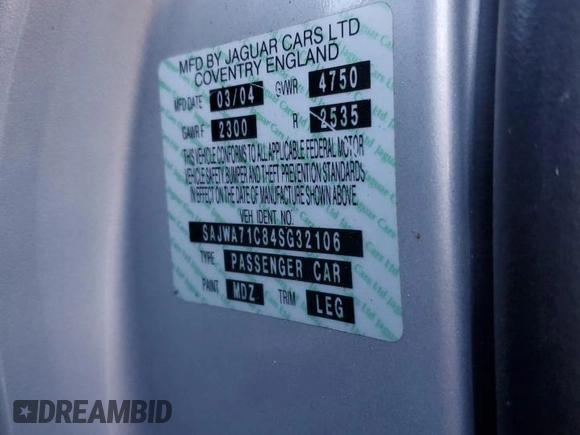 MFD BY JAGUAR CARS LTD
COVENTRY ENGLAND
MFD DATE 03/04 GVWR 4750
GAWR F 2300 R 2535
THIS VEHICLE CONFORMS TO ALL APPLICABLE FEDERAL MOTOR
VEHICLE SAFETY BUMPER AND THEFT PREVENTION STANDARDS
IN EFFECT ON THE DATE OF MANUFACTURE SHOWN ABOVE.
VEH. IDENT NO.
SAJWA71C84SG32106
TYPE PASSENGER CAR
PAINT MDZ TRIM LEG
DREAMBID